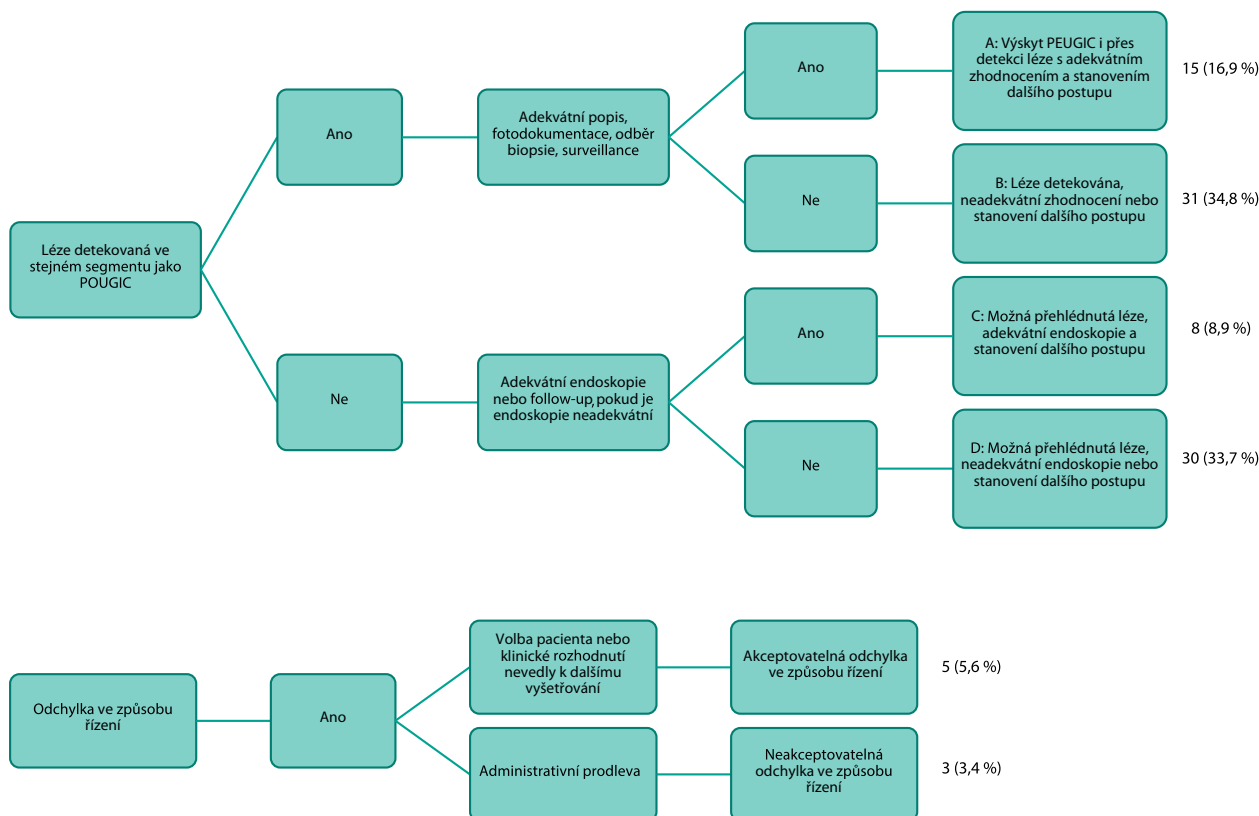 Léze detekovaná ve
stejném segmentu jako
POUGIC
Ano
Adekvátní popis,
fotodokumentace, odběr
biopsie, surveillance
Ano
A: Výskyt PEUGIC i přes
detekci léze s adekvátním
zhodnocením a stanovením
dalšího postupu
15 (16,9 %)
Ne
B: Léze detekována,
neadekvátní zhodnocení nebo
stanovení dalšího postupu
31 (34,8 %)
Ne
Adekvátní endoskopie
nebo follow-up, pokud je
endoskopie neadekvátní
Ano
C: Možná přehlédnutá léze,
adekvátní endoskopie a
stanovení dalšího postupu
8 (8,9 %)
Ne
D: Možná přehlédnutá léze,
neadekvátní endoskopie nebo
stanovení dalšího postupu
30 (33,7 %)
Odchylka ve způsobu
řízení
Ano
Volba pacienta nebo
klinické rozhodnutí
nevedly k dalšímu
vyšetřování
Akceptovatelná odchylka
ve způsobu řízení
5 (5,6 %)
Administrativní prodleva
Neakceptovatelná
odchylka ve způsobu
řízení
3 (3,4 %)